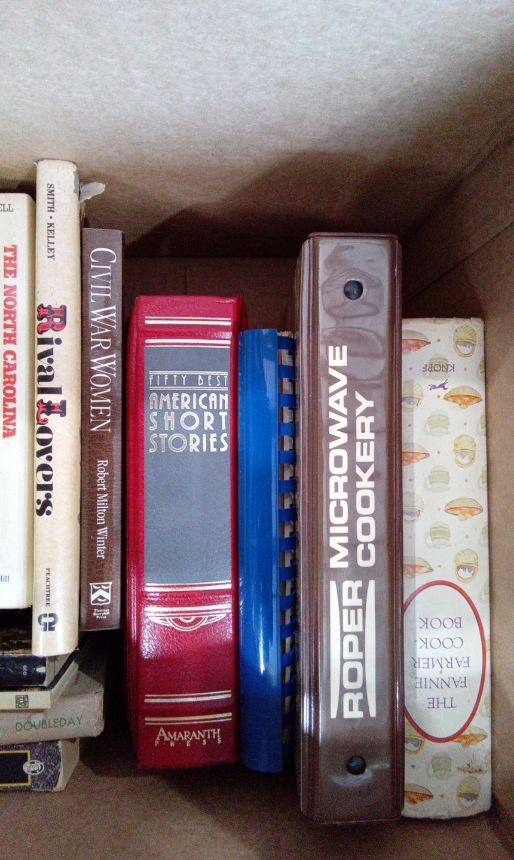 THE NORTH CAROLINA
SMITH • KELLEY
Rival Lovers
PEACHTREE
CIVIL WAR WOMEN
Robert Milton Winter
FIFTY BEST
AMERICAN
SHORT
STORIES
AMARANTH
PRESS
ROPER MICROWAVE
COOKERY
KNOPF
THE
FANNIE
FARMER
COOK-
BOOK
DOUBLEDAY